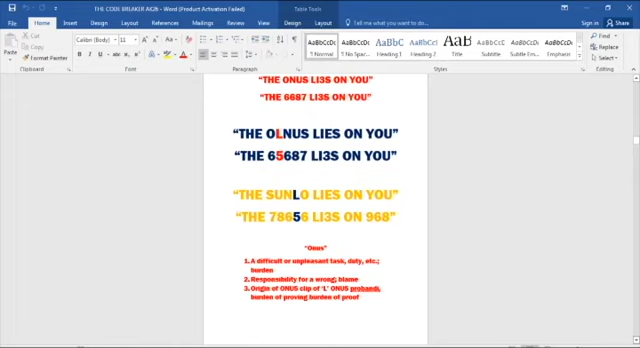 THE CODE BREAKER AIG5 - Word (Product Activation Failed)
Table Tools
Sign in
Share
File
Home
Insert
Design
Layout
References
Mailings
Review
View
Design
Layout
Tell me what you want to do...
Cut
Copy
Format Painter
Paste
Clipboard
Calibri (Body)
11
Font
Paragraph
AaBbCcDc
AaBbCcDc
AaBbC
AaBbCcC
AaB
AaBbCcD
AaBbCcDc
¶ Normal
¶ No Spac...
Heading 1
Heading 2
Title
Subtitle
Subtle Em...
Emphasis
Styles
Find
Replace
Select
Editing
“THE ONUS LI3S ON YOU”
“THE 6687 LI3S ON YOU”
“THE OLNUS LIES ON YOU”
“THE 65687 LI3S ON YOU”
“THE SUNLO LIES ON YOU”
“THE 78656 LI3S ON 968”
“Onus”
1. A difficult or unpleasant task, duty, etc.;
burden
2. Responsibility for a wrong; blame
3. Origin of ONUS clip of ‘L’ ONUS probandi,
burden of proving burden of proof